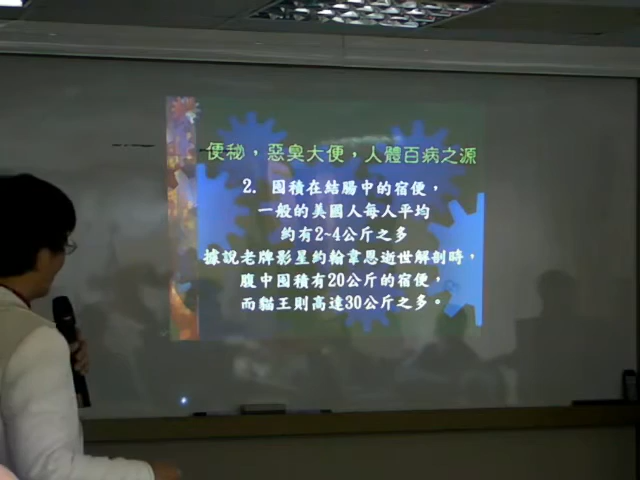 便秘，惡臭大便，人體百病之源
2. 囤積在結腸中的宿便，
一般的美國人每人平均
約有2~4公斤之多
據說老牌影星約翰韋恩逝世解剖時，
腹中囤積有20公斤的宿便，
而貓王則高達30公斤之多。